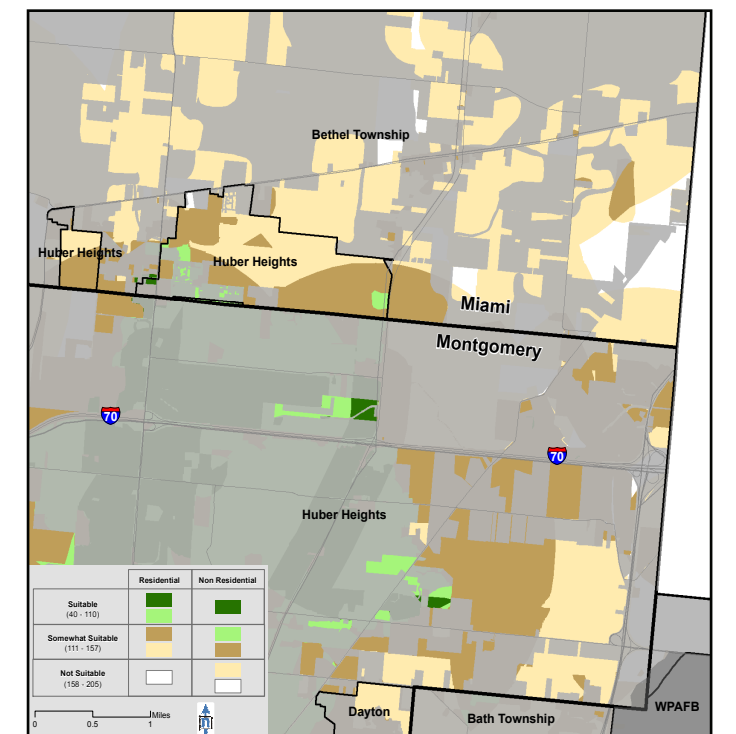 Bethel Township
Huber Heights
Huber Heights
Miami
Montgomery
70
70
Huber Heights
Residential
Non Residential
Suitable
(40 - 110)
Somewhat Suitable
(111 - 157)
Not Suitable
(158 - 205)
Miles
0
0.5
1
Dayton
Bath Township
WPAFB